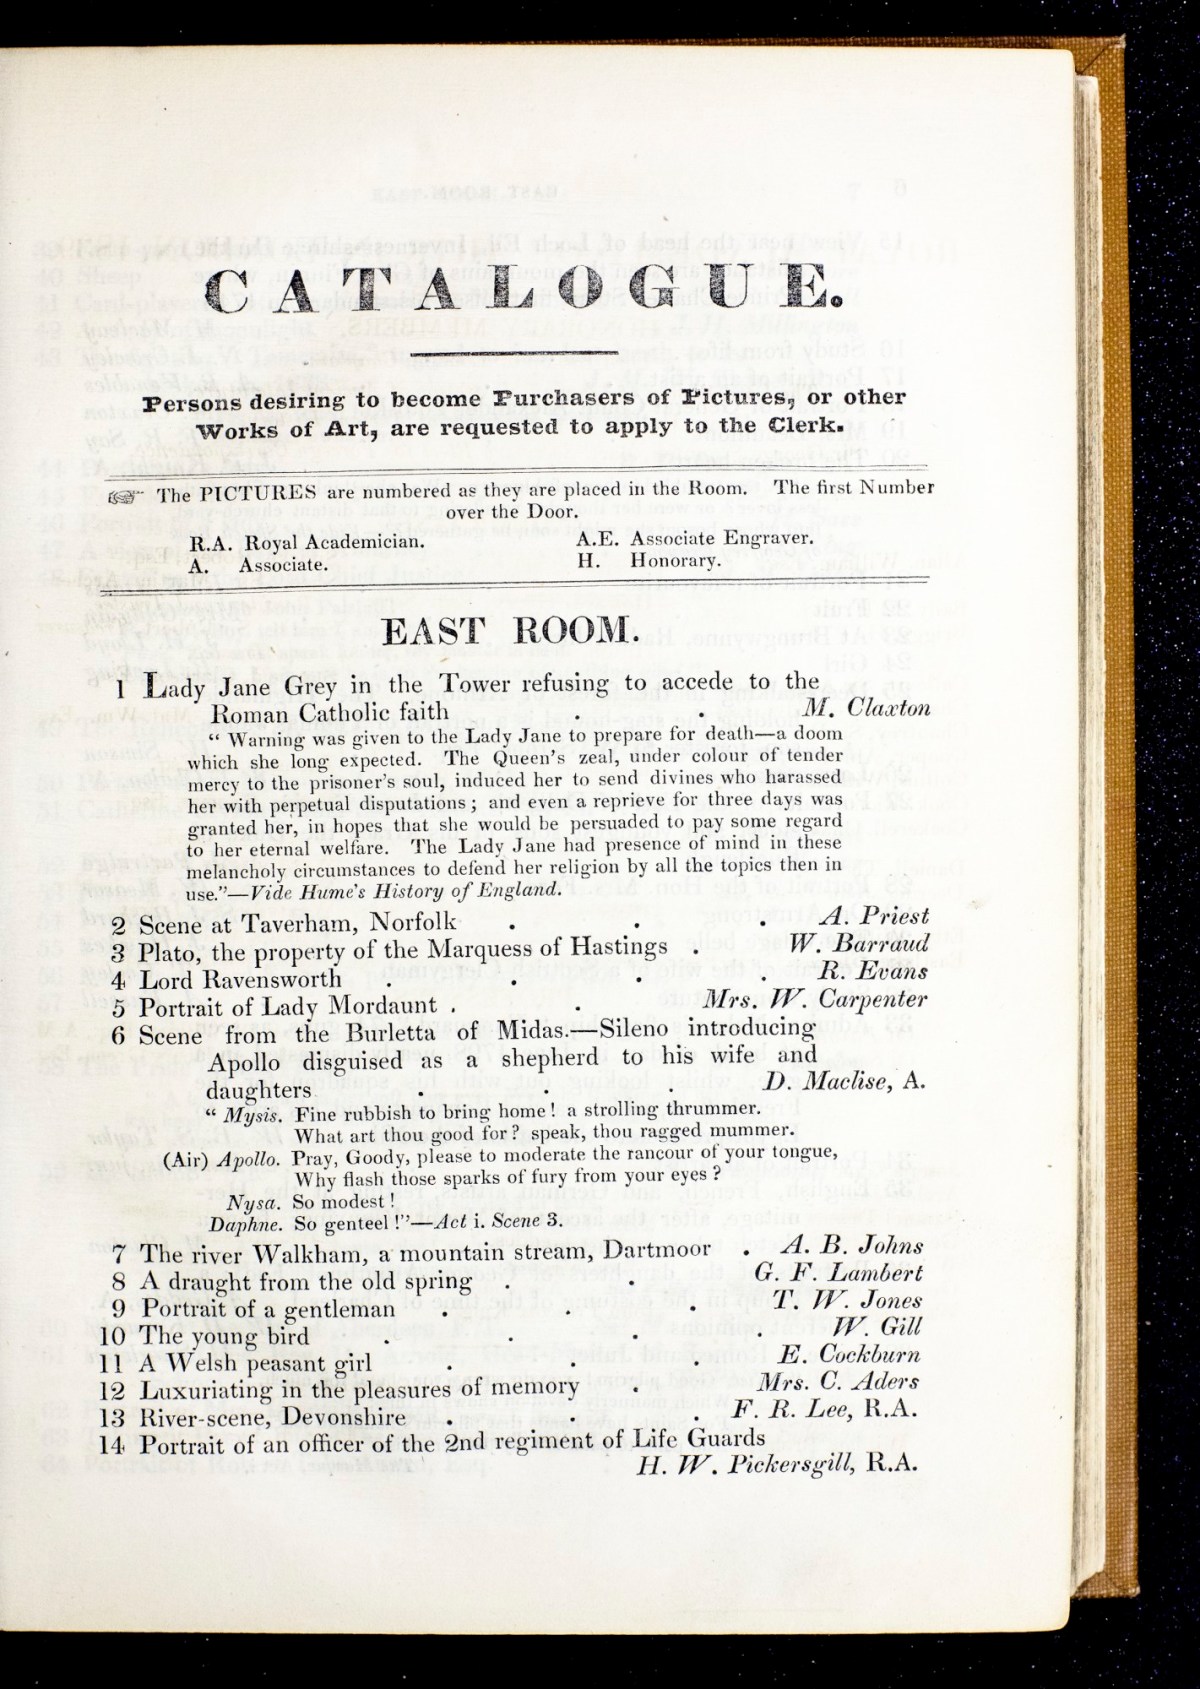 CATALOGUE.
Persons desiring to become Purchasers of Pictures, or other
Works of Art, are requested to apply to the Clerk.
☞ The PICTURES are numbered as they are placed in the Room. The first Number
over the Door.
R.A. Royal Academician. A.E. Associate Engraver.
A. Associate. H. Honorary.
EAST ROOM.
1 Lady Jane Grey in the Tower refusing to accede to the
Roman Catholic faith . . M. Claxton
“ Warning was given to the Lady Jane to prepare for death—a doom
which she long expected. The Queen’s zeal, under colour of tender
mercy to the prisoner’s soul, induced her to send divines who harassed
her with perpetual disputations ; and even a reprieve for three days was
granted her, in hopes that she would be persuaded to pay some regard
to her eternal welfare. The Lady Jane had presence of mind in these
melancholy circumstances to defend her religion by all the topics then in
use.”—Vide Hume’s History of England.
2 Scene at Taverham, Norfolk . . . A. Priest
3 Plato, the property of the Marquess of Hastings . W. Barraud
4 Lord Ravensworth . . . . R. Evans
5 Portrait of Lady Mordaunt . . Mrs. W. Carpenter
6 Scene from the Burletta of Midas.—Sileno introducing
Apollo disguised as a shepherd to his wife and
daughters . . D. Maclise, A.
“ Mysis. Fine rubbish to bring home ! a strolling thrummer.
What art thou good for ? speak, thou ragged mummer.
(Air) Apollo. Pray, Goody, please to moderate the rancour of your tongue,
Why flash those sparks of fury from your eyes ?
Nysa. So modest !
Daphne. So genteel !”—Act i. Scene 3.
7 The river Walkham, a mountain stream, Dartmoor . A. B. Johns
8 A draught from the old spring . . G. F. Lambert
9 Portrait of a gentleman . . . T. W. Jones
10 The young bird . . . . W. Gill
11 A Welsh peasant girl . . . E. Cockburn
12 Luxuriating in the pleasures of memory . Mrs. C. Aders
13 River-scene, Devonshire . . . F. R. Lee, R.A.
14 Portrait of an officer of the 2nd regiment of Life Guards
H. W. Pickersgill, R.A.